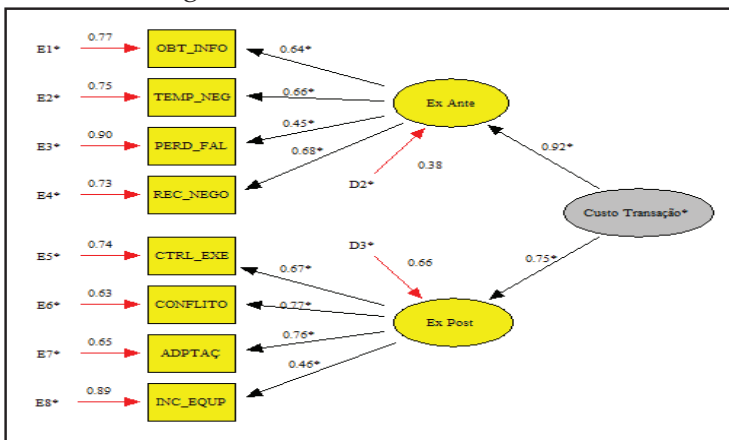 E1* 0.77 OBT_INFO 0.64*
E2* 0.75 TEMP_NEG 0.66* Ex Ante
E3* 0.90 PERD_FAL 0.45* 0.92*
E4* 0.73 REC_NEGO 0.68* D2* 0.38
Custo Transação*
E5* 0.74 CTRL_EXE 0.67* D3* 0.66 0.75*
E6* 0.63 CONFLITO 0.77*
E7* 0.65 ADPTAÇ 0.76* Ex Post
E8* 0.89 INC_EQUP 0.46*